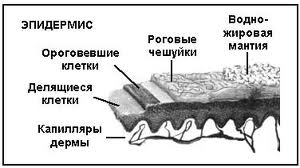 ЭПИДЕРМИС
Водно-
жировая
мантия
Роговые
чешуйки
Ороговевшие
клетки
Делящиеся
клетки
Капилляры
дермы